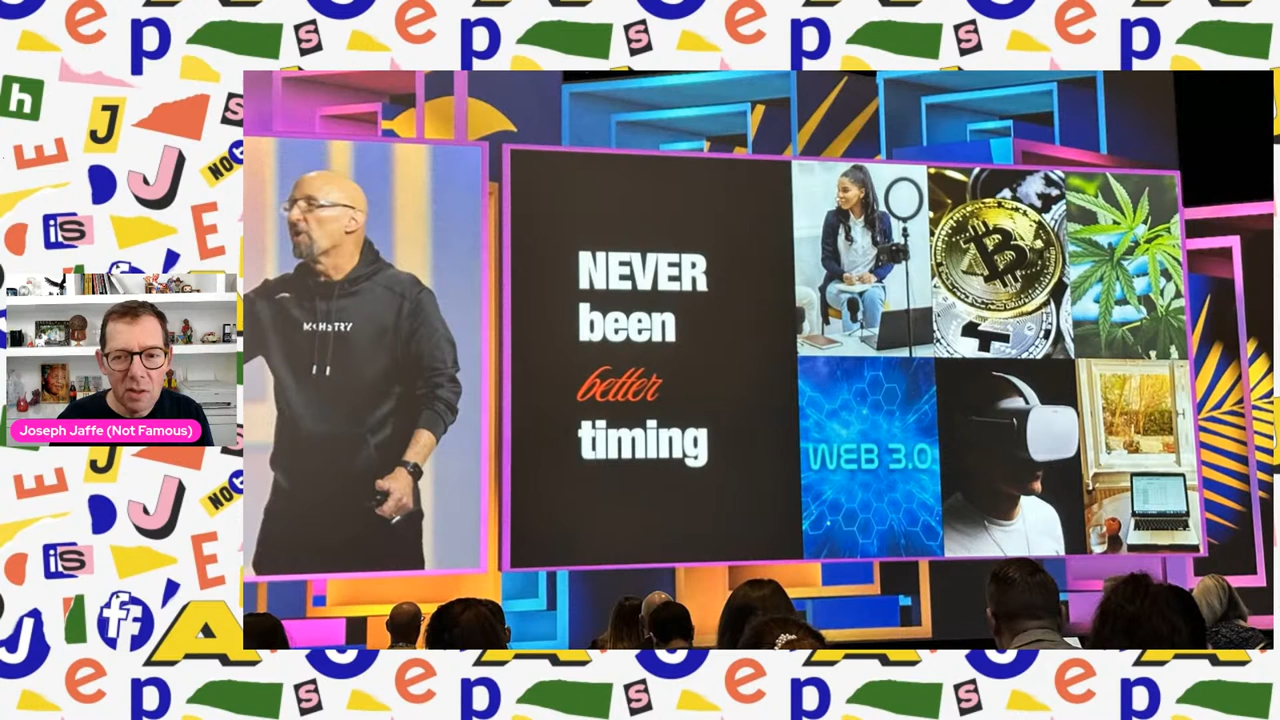 NEVER
been
better
timing
WEB 3.0
Joseph Jaffe (Not Famous)